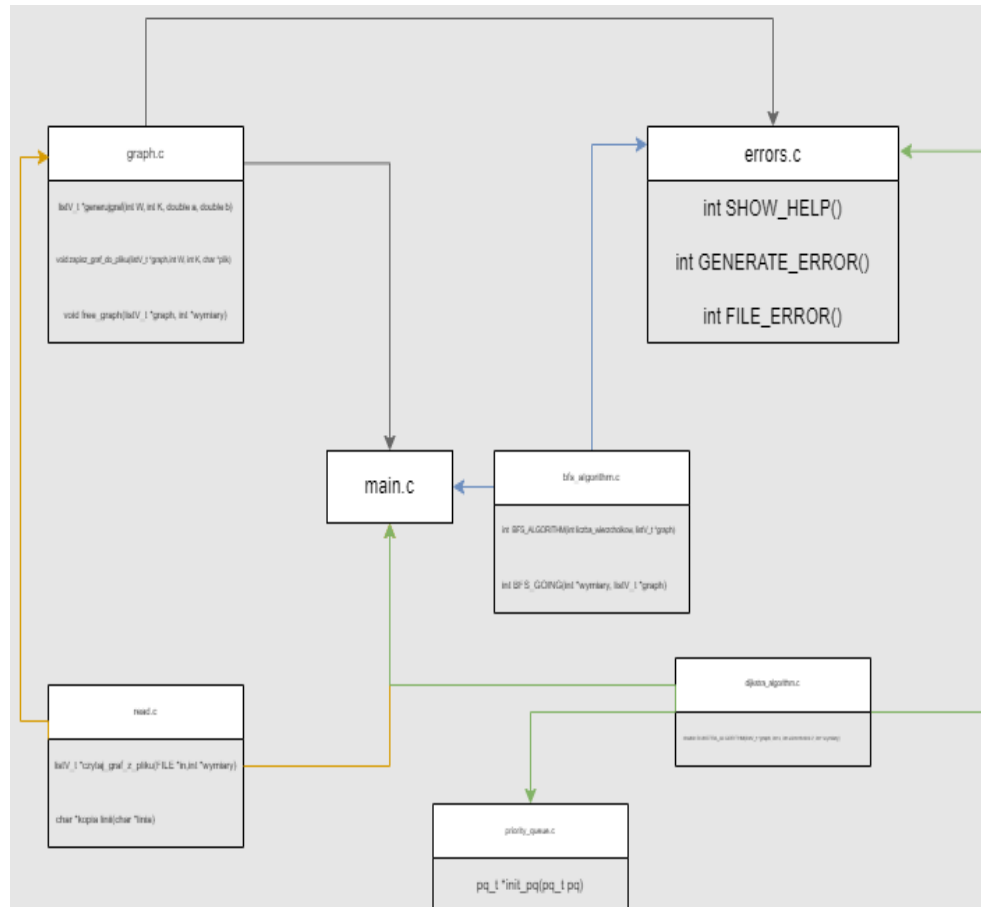 graph.c
listV_t *generujgraf(int W, int K, double a, double b)
void zapisz_graf_do_pliku(listV_t *graph,int W, int K, char *plik)
void free_graph(listV_t *graph, int *wymiary)
errors.c
int SHOW_HELP()
int GENERATE_ERROR()
int FILE_ERROR()
main.c
bfs_algorithm.c
int BFS_ALGORITHM(int liczba_wierzcholkow, listV_t *graph)
int BFS_GOING(int *wymiary, listV_t *graph)
read.c
listV_t *czytaj_graf_z_pliku(FILE *in,int *wymiary)
char *kopia linii(char *linia)
dijkstra_algorithm.c
priority_queue.c
pq_t *init_pq(pq_t pq)